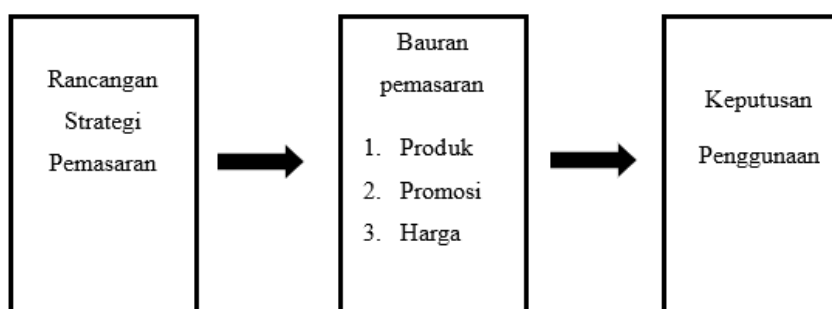 Rancangan
Strategi
Pemasaran
Bauran
pemasaran
1. Produk
2. Promosi
3. Harga
Keputusan
Penggunaan